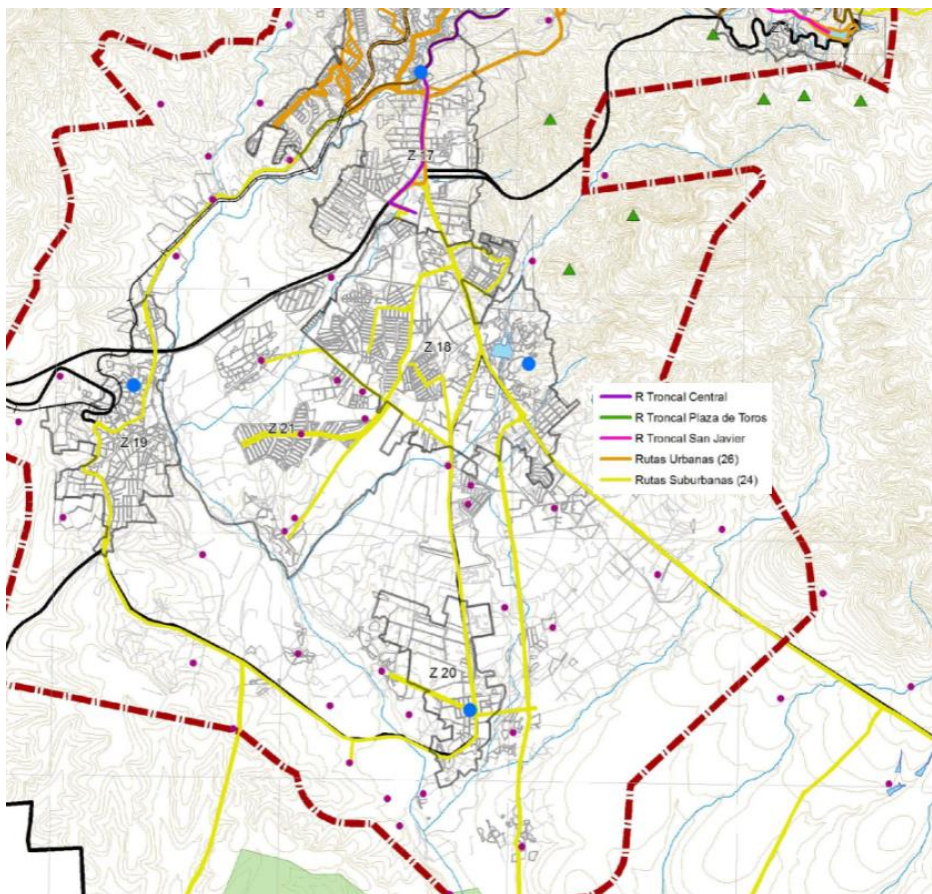 Z 17
Z 18
R Troncal Central
R Troncal Plaza de Toros
R Troncal San Javier
Rutas Urbanas (26)
Rutas Suburbanas (24)
Z 21
Z 19
Z 20